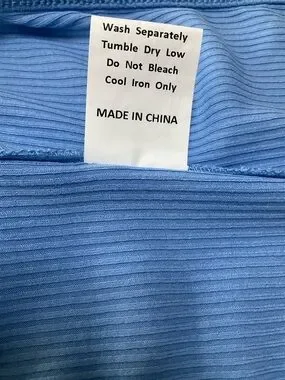 Wash Separately
Tumble Dry Low
Do Not Bleach
Cool Iron Only
MADE IN CHINA